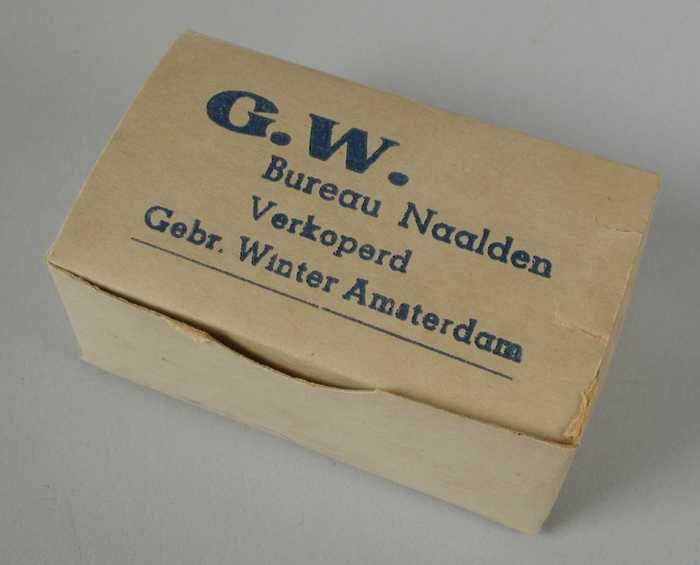 G.W.
Bureau Naalden
Verkoperd
Gebr. Winter Amsterdam